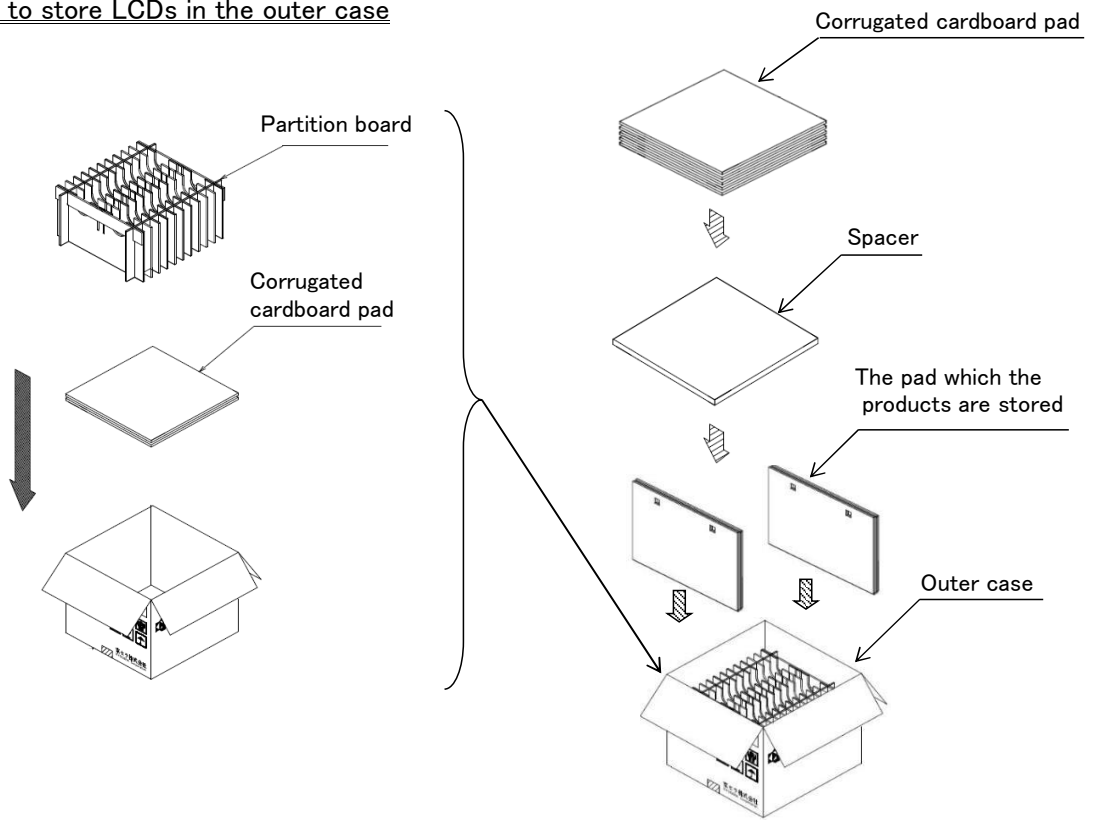 to store LCDs in the outer case
Corrugated cardboard pad
Partition board
Spacer
Corrugated
cardboard pad
The pad which the
products are stored
Outer case